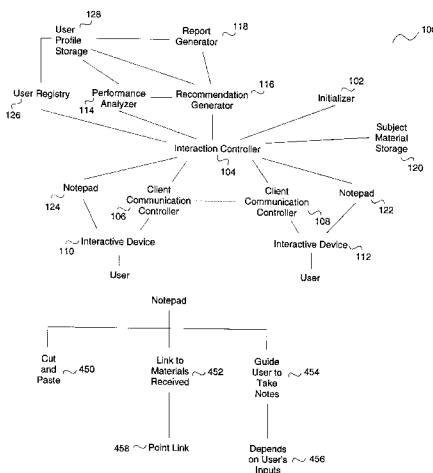 128
User
Profile
Storage
Report
Generator
118
100
User Registry
126
Performance
Analyzer
114
Recommendation
Generator
116
102
Initializer
Subject
Material
Storage
120
Interaction Controller
104
Notepad
124
Client
Communication
Controller
106
Client
Communication
Controller
108
Notepad
122
110
Interactive Device
Interactive Device
112
User
User
Notepad
Cut
and
Paste
450
Link to
Materials
Received
452
Guide
User to
Take
Notes
454
458
Point Link
Depends
on User's
Inputs
456